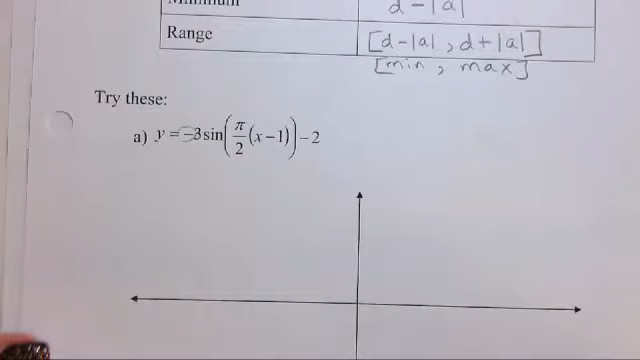 Minimum d - |a|
Range [d - |a| , d + |a|]
[min , max]
Try these:
a) y = -3 sin(π/2 (x - 1)) - 2